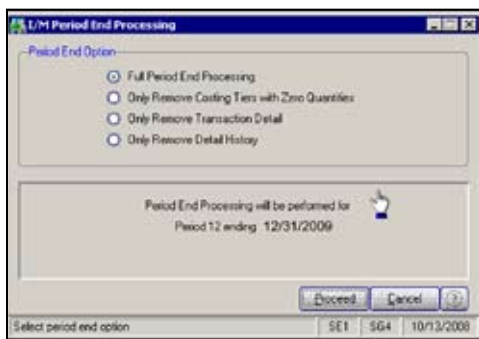 I/M Period End Processing
Period End Option
Full Period End Processing
Only Remove Costing Tiers with Zero Quantities
Only Remove Transaction Detail
Only Remove Detail History
Period End Processing will be performed for
Period 12 ending 12/31/2009
Proceed Cancel
Select period end option SE1 SG4 10/13/2008